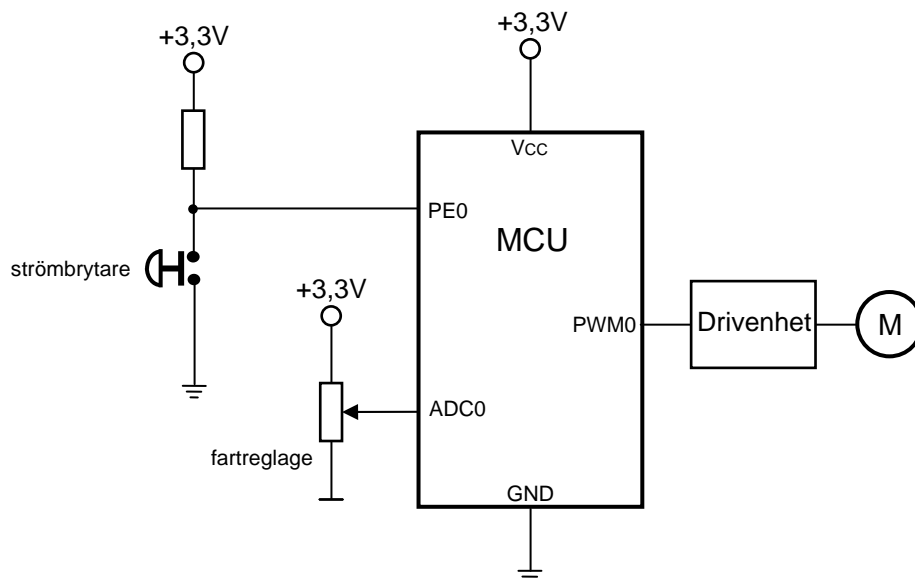 +3,3V
+3,3V
Vcc
PE0
MCU
strömbrytare
+3,3V
PWM0
Drivenhet
M
ADC0
fartreglage
GND